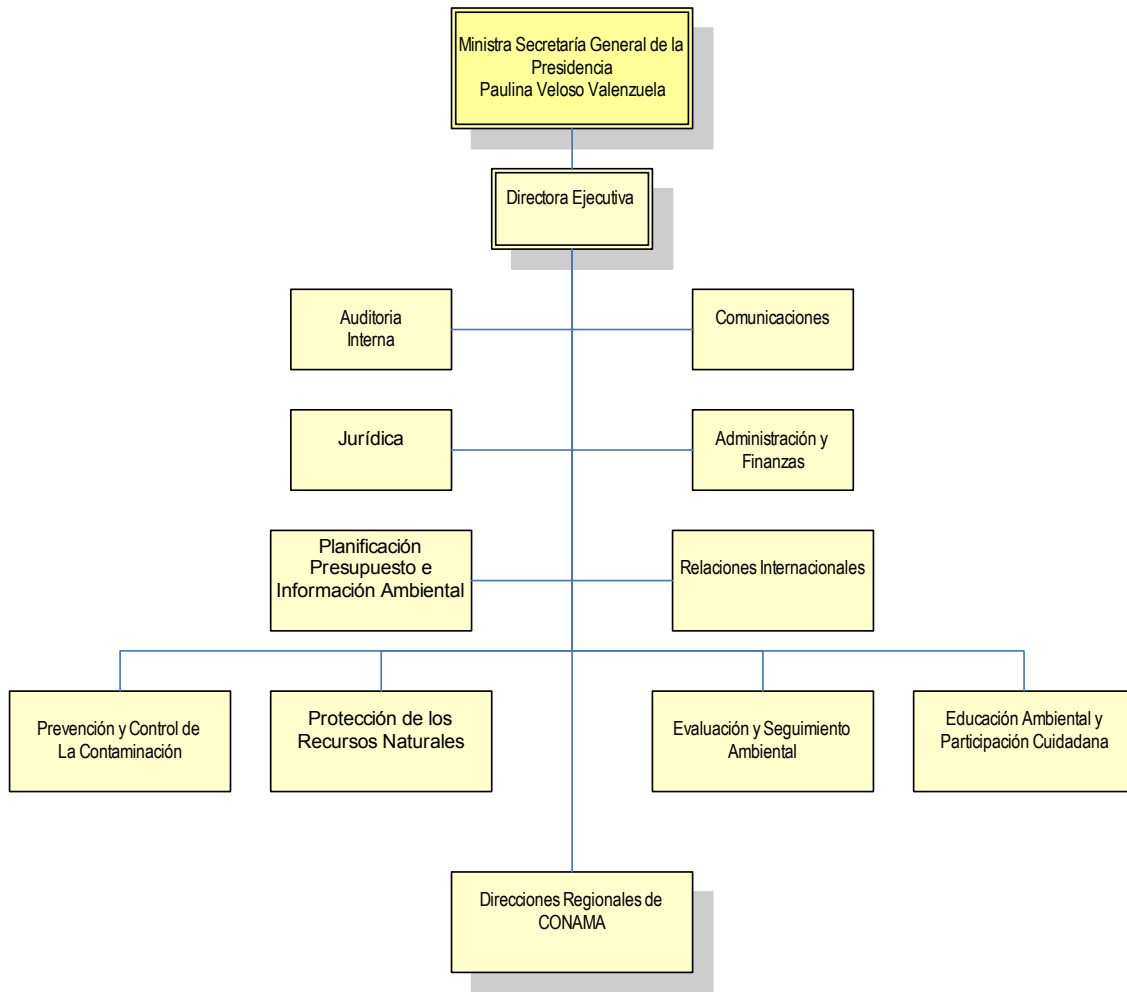 Ministra Secretaría General de la
Presidencia
Paulina Veloso Valenzuela
Directora Ejecutiva
Auditoria
Interna
Comunicaciones
Jurídica
Administración y
Finanzas
Planificación
Presupuesto e
Información Ambiental
Relaciones Internacionales
Prevención y Control de
La Contaminación
Protección de los
Recursos Naturales
Evaluación y Seguimiento
Ambiental
Educación Ambiental y
Participación Cuidadana
Direcciones Regionales de
CONAMA